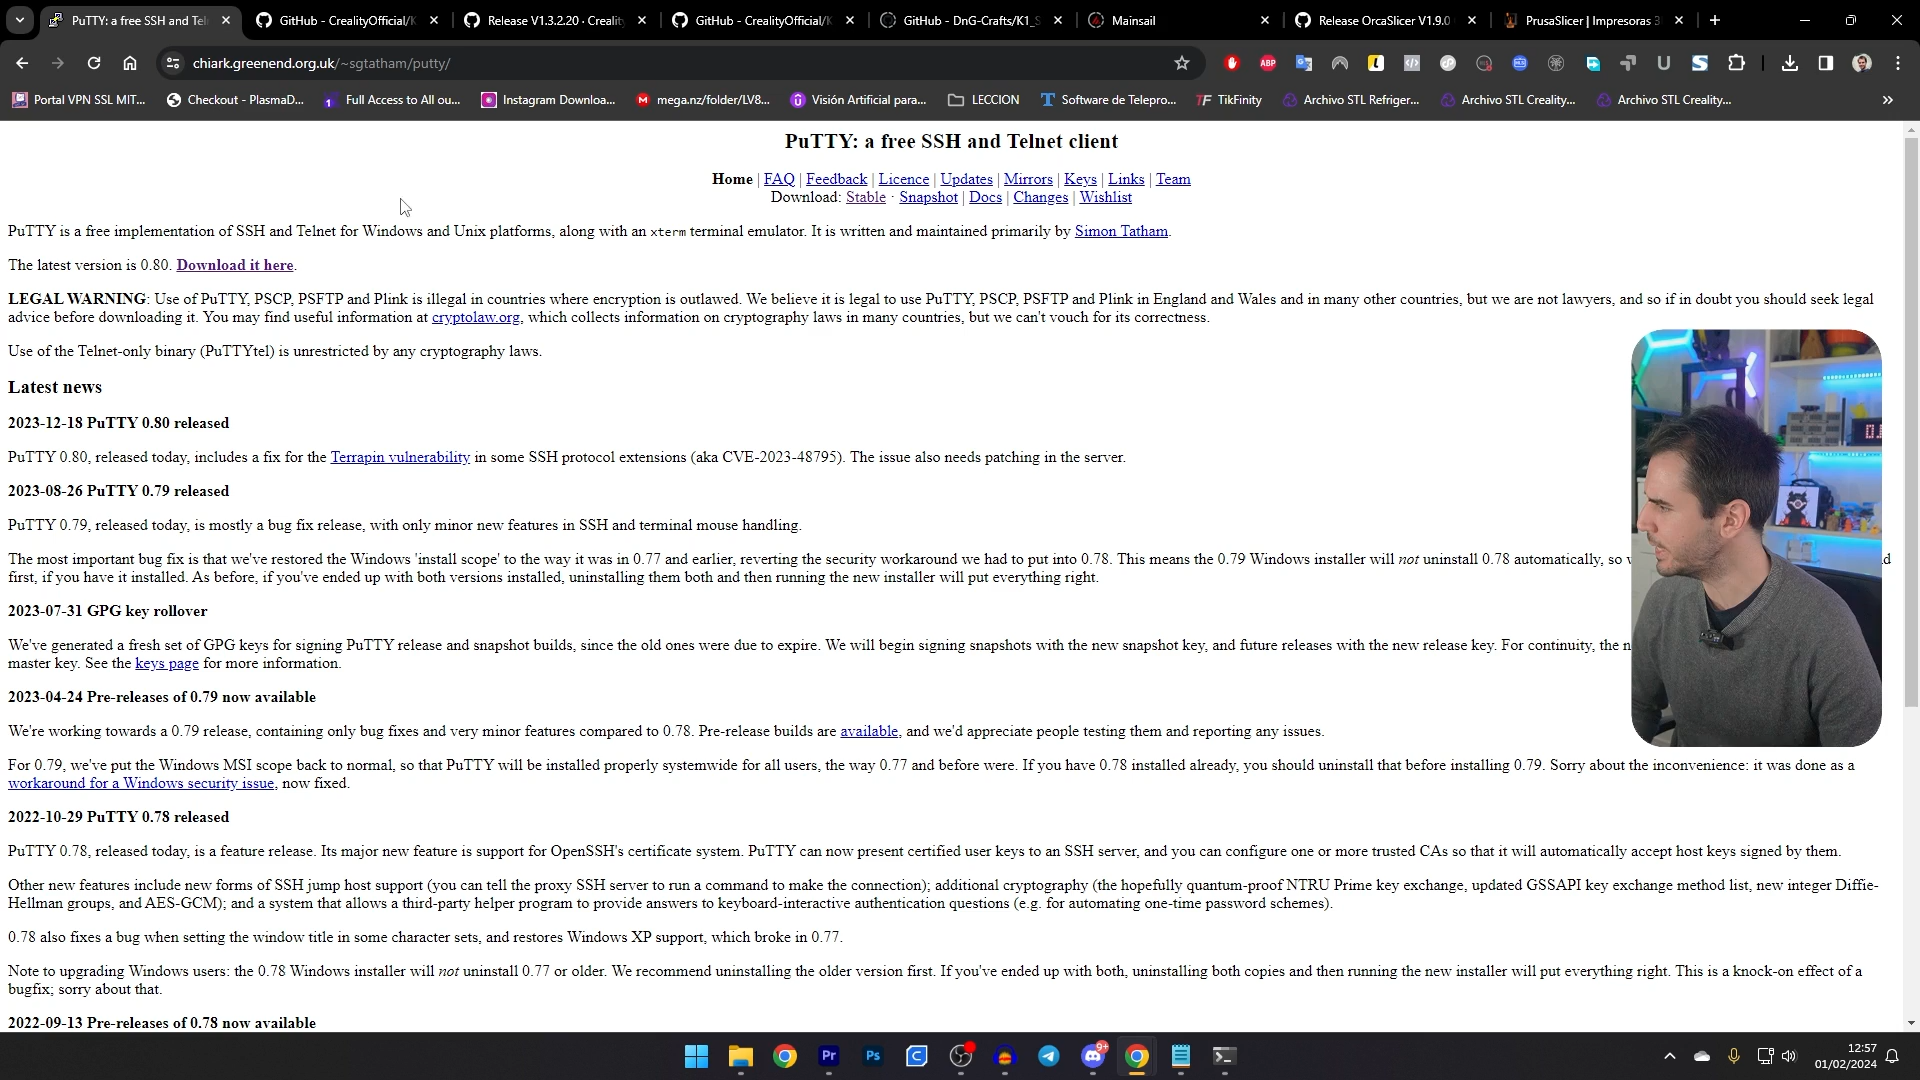 PuTTY: a free SSH and Tel
GitHub - CrealityOfficial/K
Release V1.3.2.20 · Creality
GitHub - CrealityOfficial/K
GitHub - DnG-Crafts/K1_S
Mainsail
Release OrcaSlicer V1.9.0
PrusaSlicer | Impresoras 3
chiark.greenend.org.uk/~sgtatham/putty/
Portal VPN SSL MIT...
Checkout - PlasmaD...
Full Access to All ou...
Instagram Downloa...
mega.nz/folder/LV8...
Visión Artificial para...
LECCION
Software de Telepro...
TikFinity
Archivo STL Refriger...
Archivo STL Creality...
Archivo STL Creality...
PuTTY: a free SSH and Telnet client
Home | FAQ | Feedback | Licence | Updates | Mirrors | Keys | Links | Team
Download: Stable · Snapshot | Docs | Changes | Wishlist
PuTTY is a free implementation of SSH and Telnet for Windows and Unix platforms, along with an xterm terminal emulator. It is written and maintained primarily by Simon Tatham.
The latest version is 0.80. Download it here.
LEGAL WARNING: Use of PuTTY, PSCP, PSFTP and Plink is illegal in countries where encryption is outlawed. We believe it is legal to use PuTTY, PSCP, PSFTP and Plink in England and Wales and in many other countries, but we are not lawyers, and so if in doubt you should seek legal
advice before downloading it. You may find useful information at cryptolaw.org, which collects information on cryptography laws in many countries, but we can't vouch for its correctness.
Use of the Telnet-only binary (PuTTYtel) is unrestricted by any cryptography laws.
Latest news
2023-12-18 PuTTY 0.80 released
PuTTY 0.80, released today, includes a fix for the Terrapin vulnerability in some SSH protocol extensions (aka CVE-2023-48795). The issue also needs patching in the server.
2023-08-26 PuTTY 0.79 released
PuTTY 0.79, released today, is mostly a bug fix release, with only minor new features in SSH and terminal mouse handling.
The most important bug fix is that we've restored the Windows 'install scope' to the way it was in 0.77 and earlier, reverting the security workaround we had to put into 0.78. This means the 0.79 Windows installer will not uninstall 0.78 automatically, so
first, if you have it installed. As before, if you've ended up with both versions installed, uninstalling them both and then running the new installer will put everything right.
2023-07-31 GPG key rollover
We've generated a fresh set of GPG keys for signing PuTTY release and snapshot builds, since the old ones were due to expire. We will begin signing snapshots with the new snapshot key, and future releases with the new release key. For continuity, the
master key. See the keys page for more information.
2023-04-24 Pre-releases of 0.79 now available
We're working towards a 0.79 release, containing only bug fixes and very minor features compared to 0.78. Pre-release builds are available, and we'd appreciate people testing them and reporting any issues.
For 0.79, we've put the Windows MSI scope back to normal, so that PuTTY will be installed properly systemwide for all users, the way 0.77 and before were. If you have 0.78 installed already, you should uninstall that before installing 0.79. Sorry about the inconvenience: it was done as a
workaround for a Windows security issue, now fixed.
2022-10-29 PuTTY 0.78 released
PuTTY 0.78, released today, is a feature release. Its major new feature is support for OpenSSH's certificate system. PuTTY can now present certified user keys to an SSH server, and you can configure one or more trusted CAs so that it will automatically accept host keys signed by them.
Other new features include new forms of SSH jump host support (you can tell the proxy SSH server to run a command to make the connection); additional cryptography (the hopefully quantum-proof NTRU Prime key exchange, updated GSSAPI key exchange method list, new integer Diffie-
Hellman groups, and AES-GCM); and a system that allows a third-party helper program to provide answers to keyboard-interactive authentication questions (e.g. for automating one-time password schemes).
0.78 also fixes a bug when setting the window title in some character sets, and restores Windows XP support, which broke in 0.77.
Note to upgrading Windows users: the 0.78 Windows installer will not uninstall 0.77 or older. We recommend uninstalling the older version first. If you've ended up with both, uninstalling both copies and then running the new installer will put everything right. This is a knock-on effect of a
bugfix; sorry about that.
2022-09-13 Pre-releases of 0.78 now available
12:57
01/02/2024